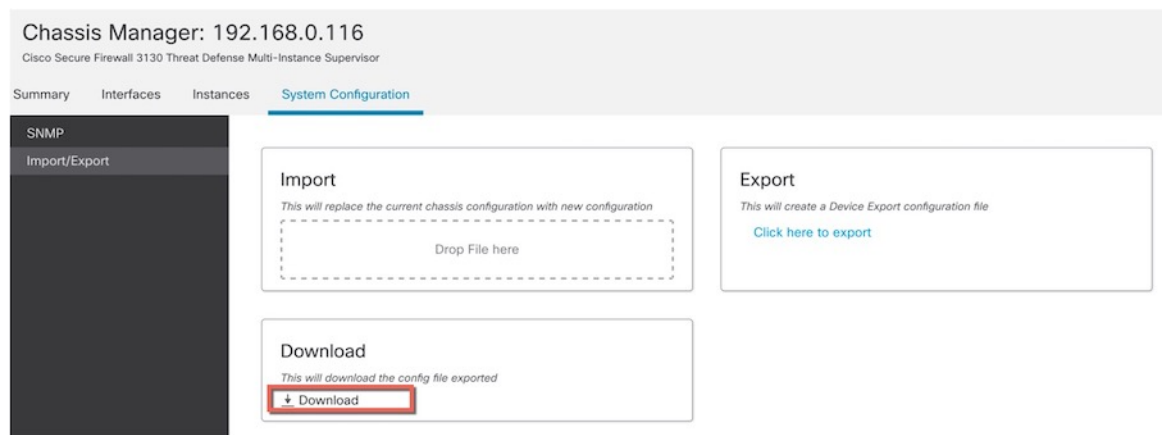 Chassis Manager: 192.168.0.116
Cisco Secure Firewall 3130 Threat Defense Multi-Instance Supervisor
Summary Interfaces Instances System Configuration
SNMP
Import/Export
Import
This will replace the current chassis configuration with new configuration
Drop File here
Export
This will create a Device Export configuration file
Click here to export
Download
This will download the config file exported
Download